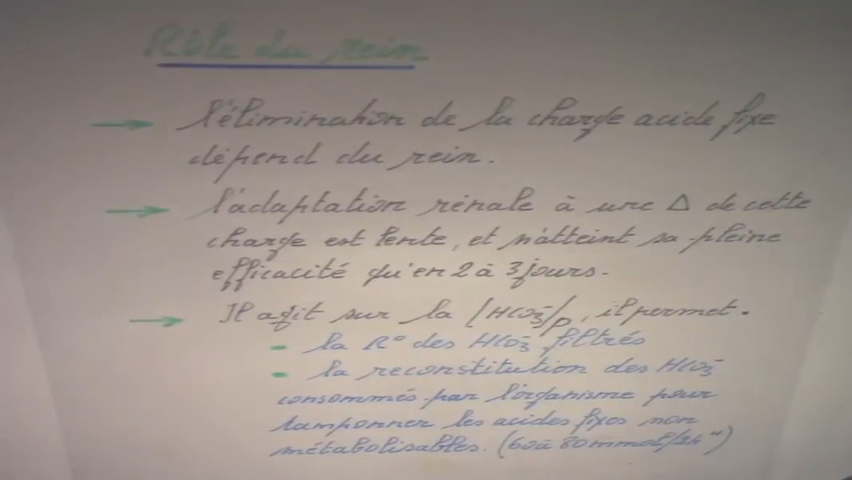 Rôle du rein
→ l'élimination de la charge acide fixe
dépend du rein.
→ l'adaptation rénale à une Δ de cette
charge est lente, et n'atteint sa pleine
efficacité qu'en 2 à 3 jours.
→ Il agit sur la [HCO₃⁻]p, il permet.
- la R° des HCO₃⁻ filtrés
- la reconstitution des HCO₃⁻
consommés par l'organisme pour
tamponner les acides fixes non
métabolisables. (60 à 80 mmol/24H)